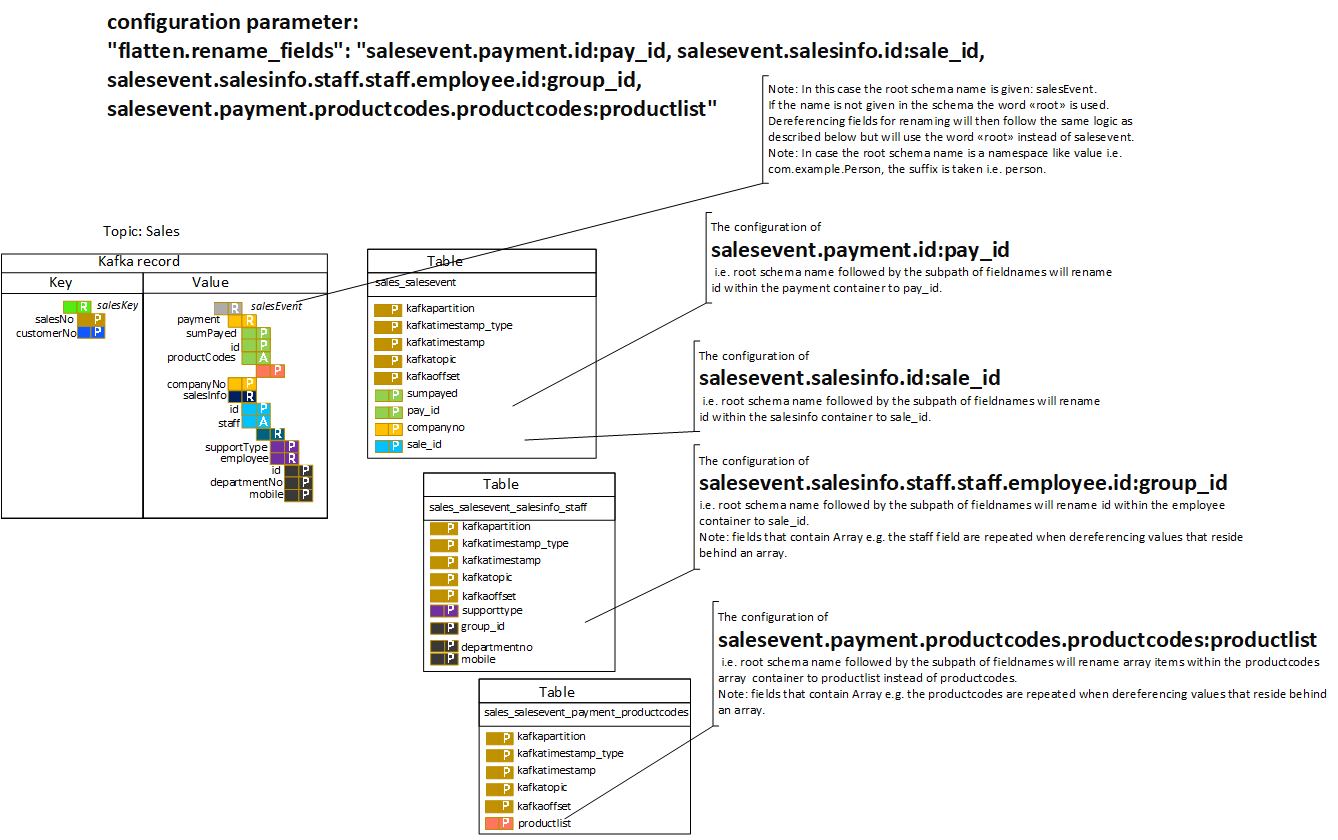 configuration parameter:
"flatten.rename_fields": "salesevent.payment.id:pay_id, salesevent.salesinfo.id:sale_id,
salesevent.salesinfo.staff.staff.employee.id:group_id,
salesevent.payment.productcodes.productcodes:productlist"
Note: In this case the root schema name is given: salesEvent.
If the name is not given in the schema the word «root» is used.
Dereferencing fields for renaming will then follow the same logic as
described below but will use the word «root» instead of salesevent.
Note: In case the root schema name is a namespace like value i.e.
com.example.Person, the suffix is taken i.e. person.
Topic: Sales
Kafka record
Key
Value
R salesKey
salesNo P
customerNo P
R salesEvent
payment R
sumPayed P
id P
productCodes A
P
companyNo P
salesInfo R
id P
staff A
R
supportType P
employee R
id P
departmentNo P
mobile P
Table
sales_salesevent
P kafkapartition
P kafkatimestamp_type
P kafkatimestamp
P kafkatopic
P kafkaoffset
P sumpayed
P pay_id
P companyno
P sale_id
The configuration of
salesevent.payment.id:pay_id
i.e. root schema name followed by the subpath of fieldnames will rename
id within the payment container to pay_id.
The configuration of
salesevent.salesinfo.id:sale_id
i.e. root schema name followed by the subpath of fieldnames will rename
id within the salesinfo container to sale_id.
Table
sales_salesevent_salesinfo_staff
P kafkapartition
P kafkatimestamp_type
P kafkatimestamp
P kafkatopic
P kafkaoffset
P supporttype
P group_id
P departmentno
P mobile
The configuration of
salesevent.salesinfo.staff.staff.employee.id:group_id
i.e. root schema name followed by the subpath of fieldnames will rename id within the employee
container to sale_id.
Note: fields that contain Array e.g. the staff field are repeated when dereferencing values that reside
behind an array.
Table
sales_salesevent_payment_productcodes
P kafkapartition
P kafkatimestamp_type
P kafkatimestamp
P kafkatopic
P kafkaoffset
P productlist
The configuration of
salesevent.payment.productcodes.productcodes:productlist
i.e. root schema name followed by the subpath of fieldnames will rename array items within the productcodes
array container to productlist instead of productcodes.
Note: fields that contain Array e.g. the productcodes are repeated when dereferencing values that reside behind
an array.